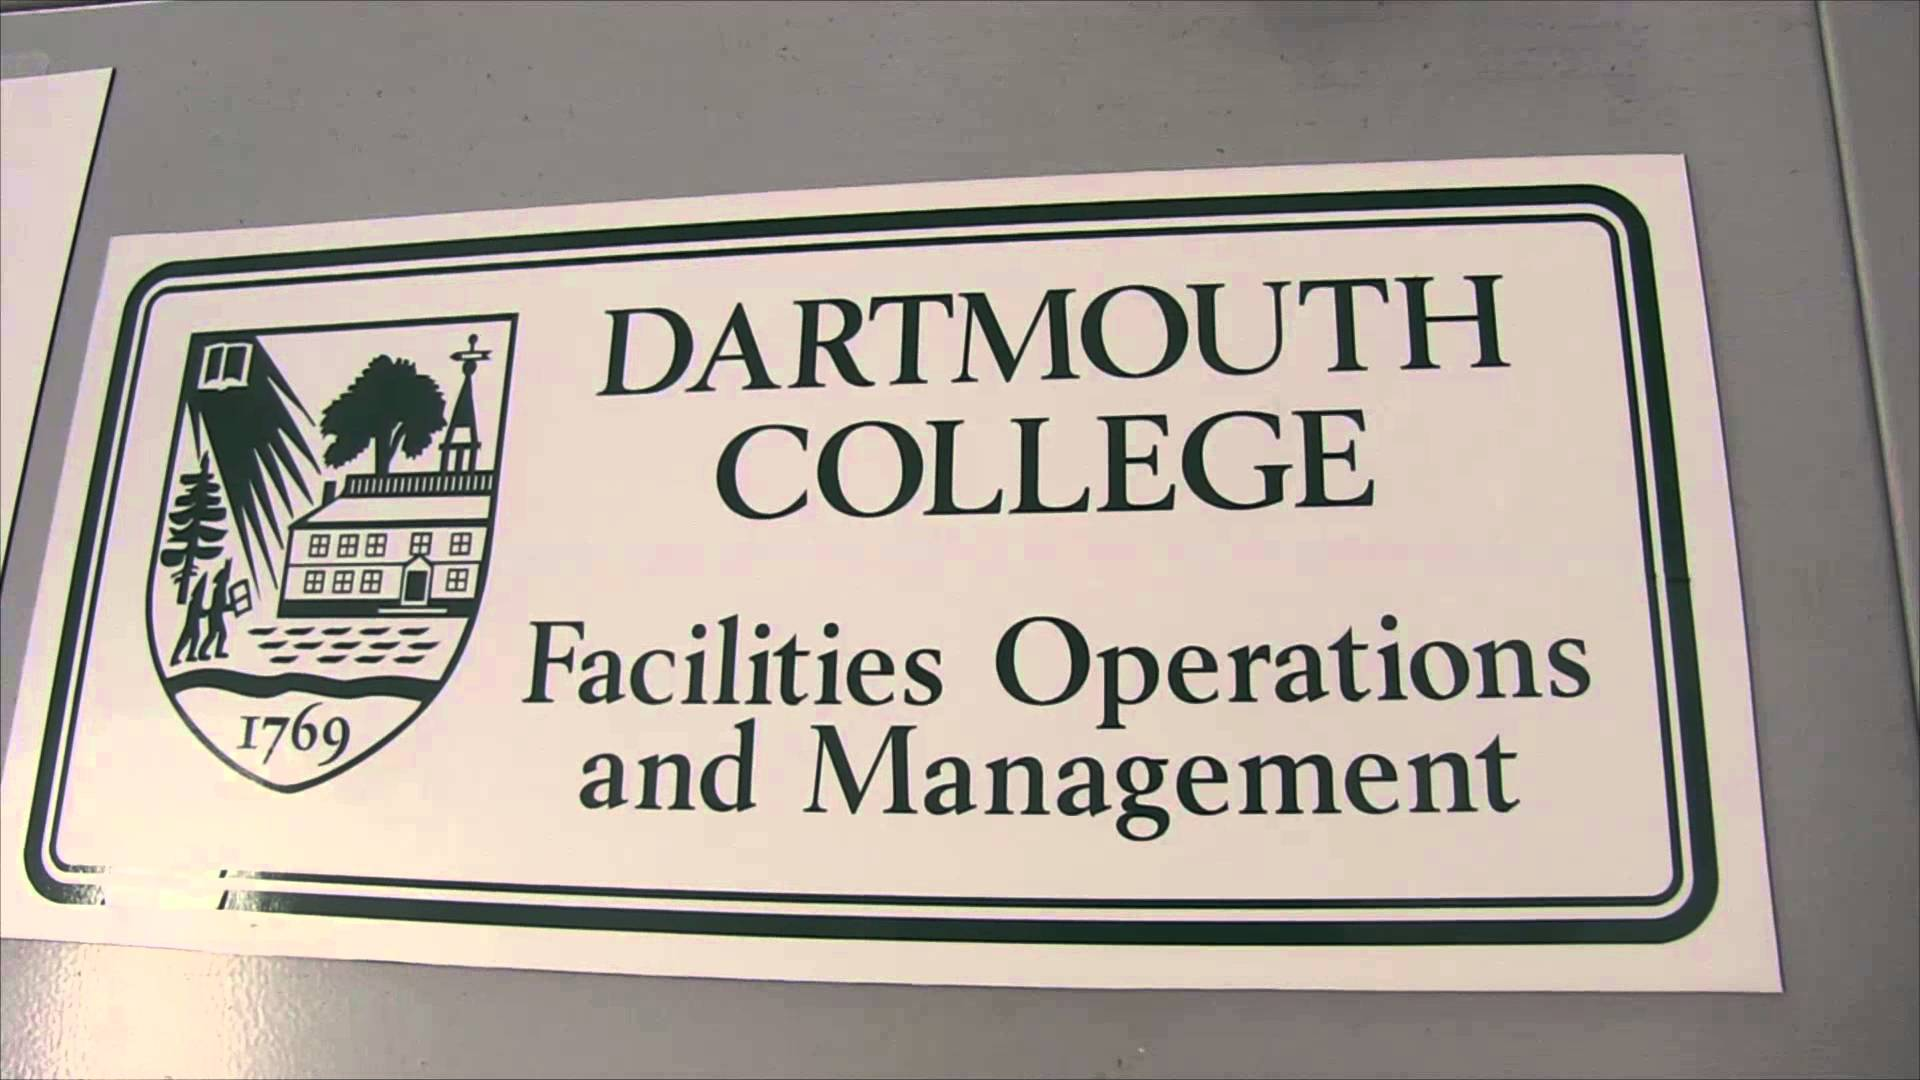 DARTMOUTH
COLLEGE
Facilities Operations
and Management
1769